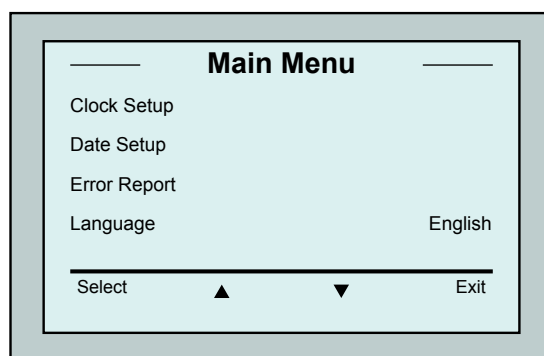 Main Menu
Clock Setup
Date Setup
Error Report
Language English
Select ▲ ▼ Exit